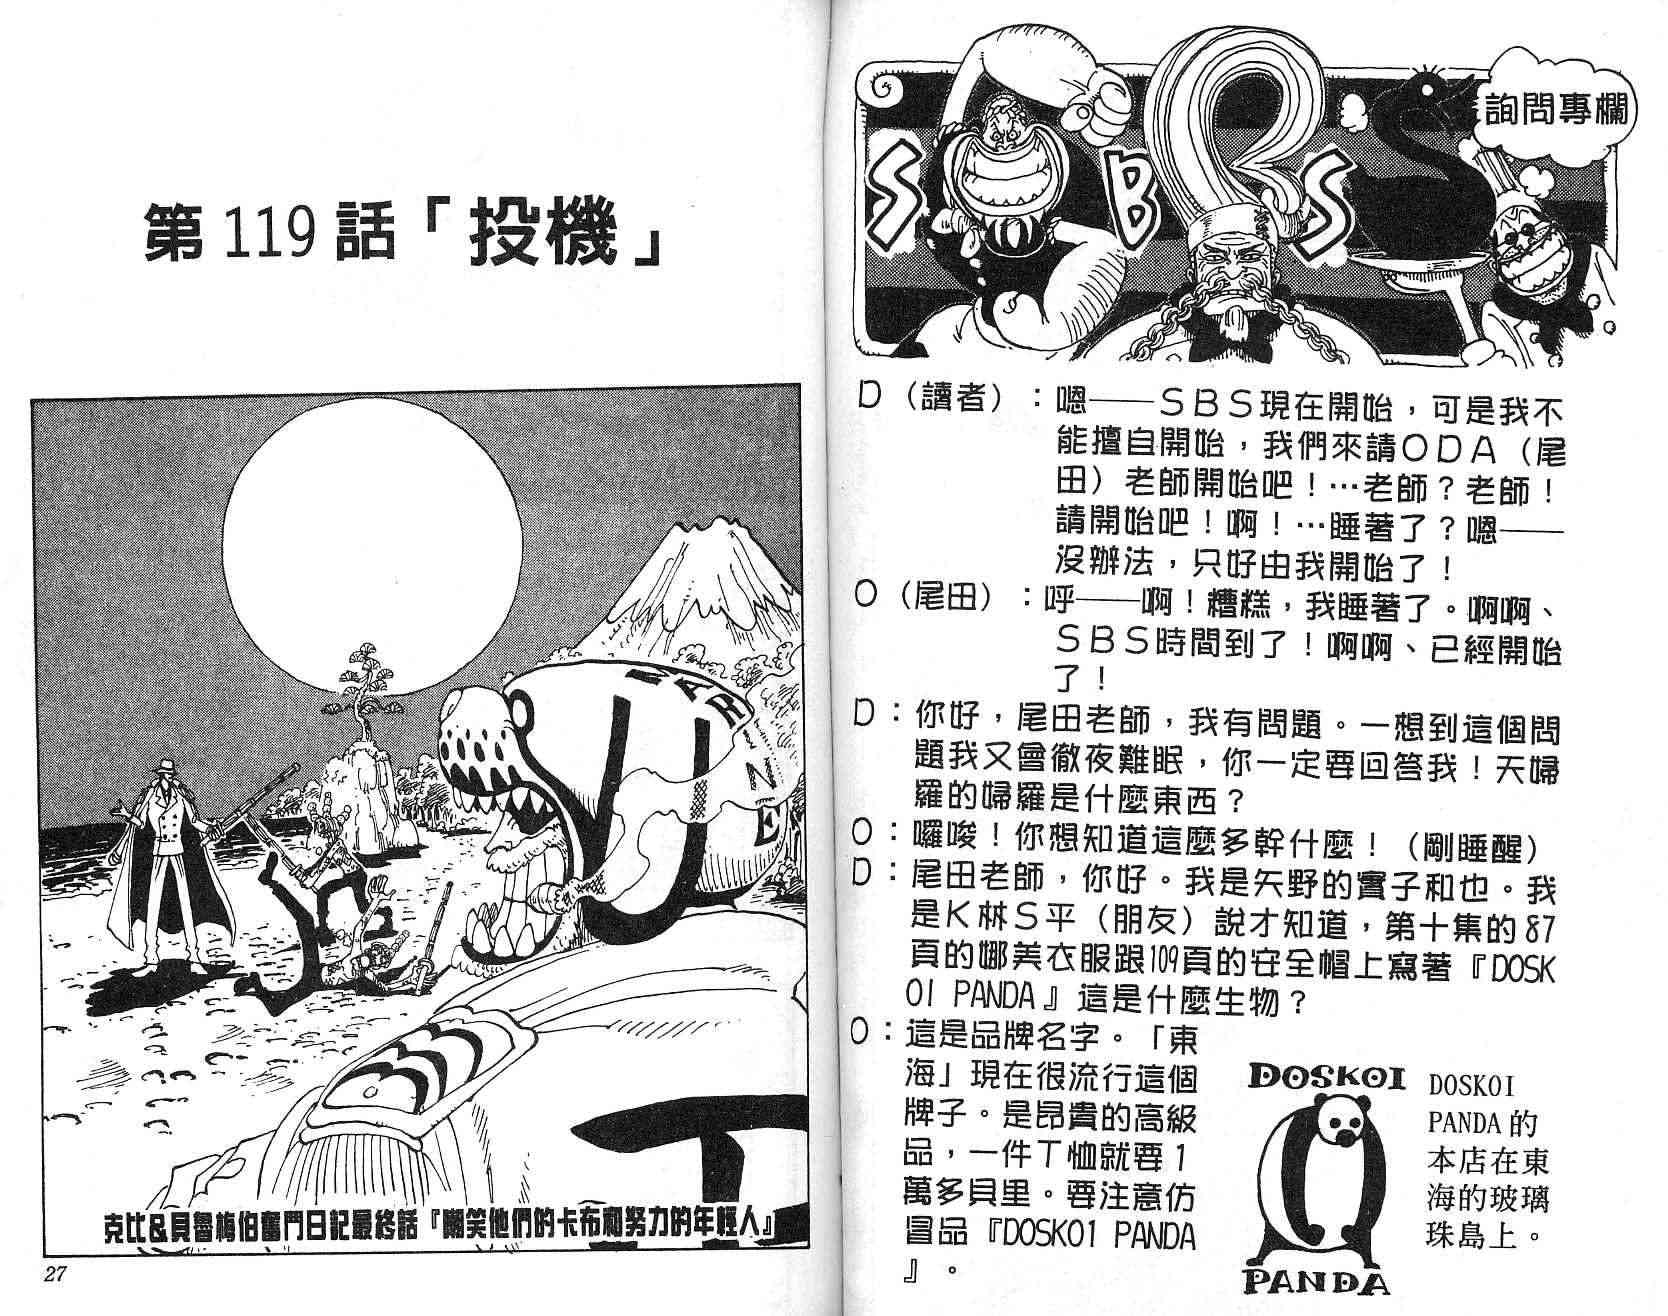 詢問專欄
SBS
D（讀者）：嗯——SBS現在開始，可是我不
能擅自開始，我們來請ODA（尾
田）老師開始吧！…老師？老師！
請開始吧！啊！…睡著了？嗯——
沒辦法，只好由我開始了！
O（尾田）：呼——啊！糟糕，我睡著了。啊啊、
SBS時間到了！啊啊、已經開始
了！
D：你好，尾田老師，我有問題。一想到這個問
題我又會徹夜難眠，你一定要回答我！天婦
羅的婦羅是什麼東西？
O：囉唆！你想知道這麼多幹什麼！（剛睡醒）
D：尾田老師，你好。我是矢野的實子和也。我
是K林S平（朋友）說才知道，第十集的87
頁的娜美衣服跟109頁的安全帽上寫著『DOSK
OI PANDA』這是什麼生物？
O：這是品牌名字。「東
海」現在很流行這個
牌子。是昂貴的高級
品，一件T恤就要1
萬多貝里。要注意仿
冒品『DOSKO1 PANDA
』。
DOSKOI
PANDA
DOSKOI
PANDA的
本店在東
海的玻璃
珠島上。
第119話「投機」
MARINE
克比&貝魯梅伯奮鬥日記最終話『嘲笑他們的卡布和努力的年輕人』
27